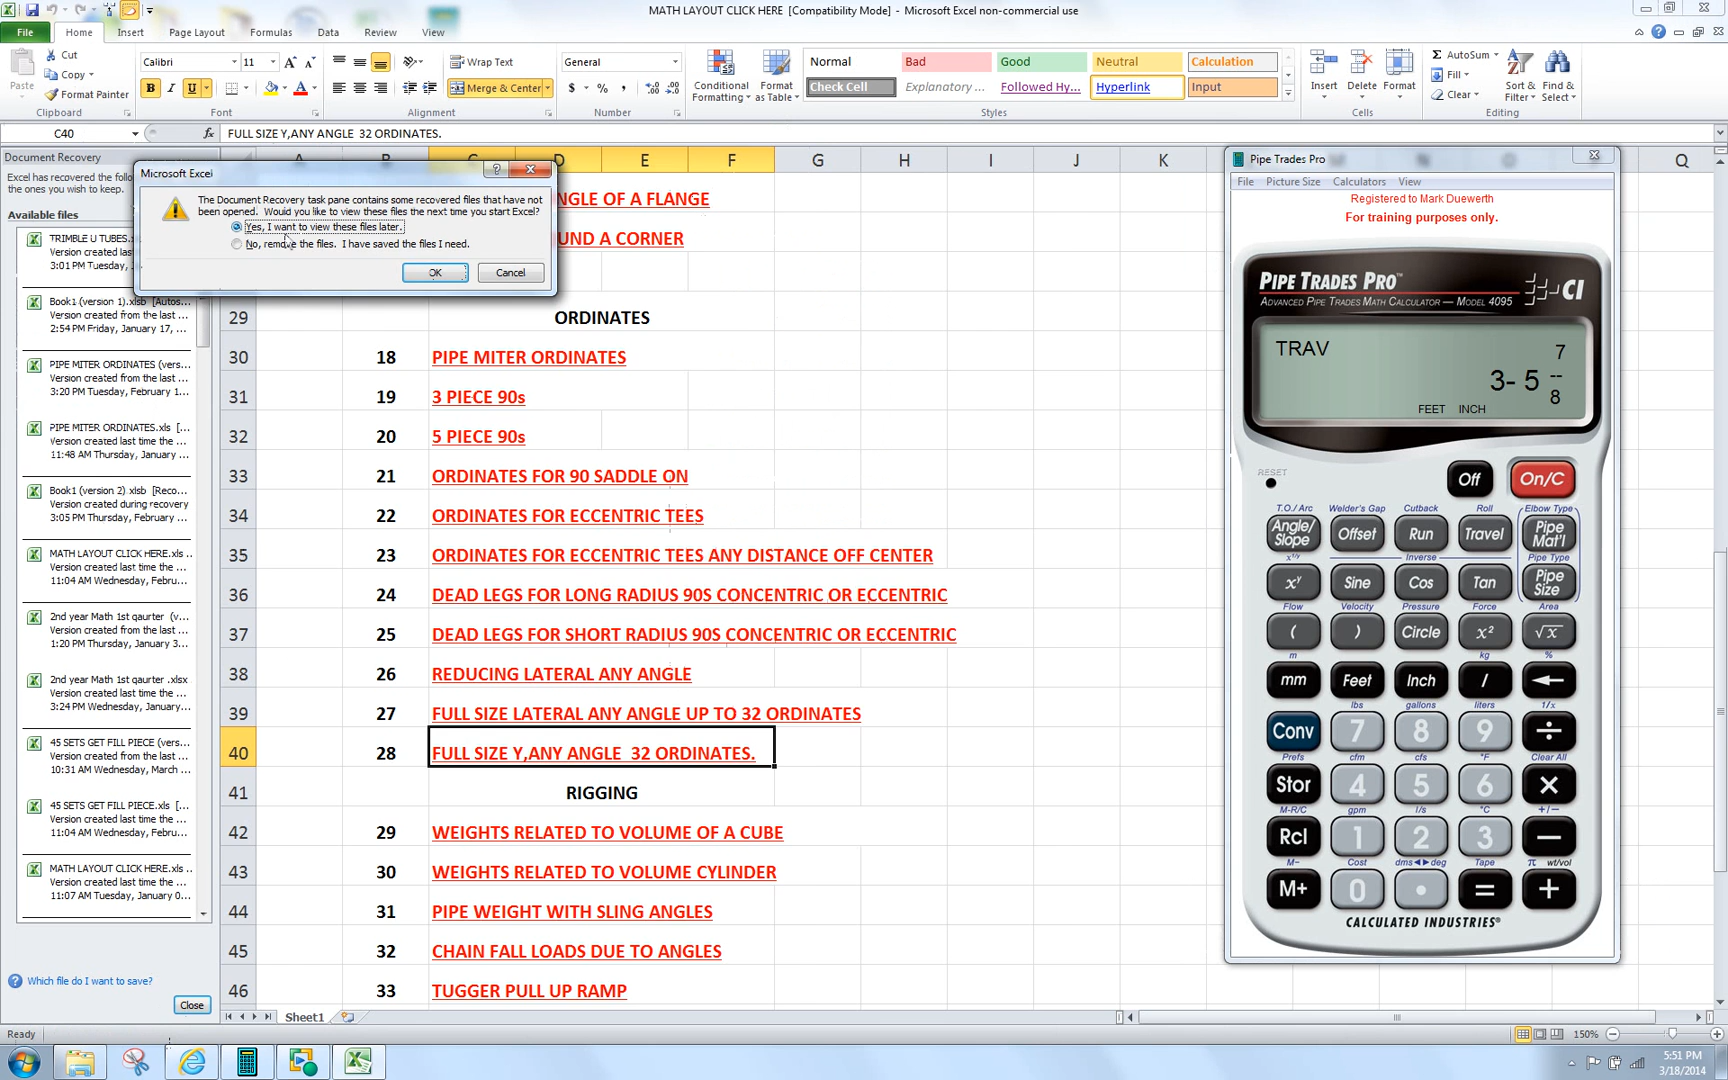 MATH LAYOUT CLICK HERE [Compatibility Mode] - Microsoft Excel non-commercial use
File Home Insert Page Layout Formulas Data Review View
Cut
Copy
Format Painter
Paste
Clipboard
Calibri 11
B I U
Font
Wrap Text
Merge & Center
Alignment
General
$ % ,
Number
Conditional Formatting
Format as Table
Normal Bad Good Neutral Calculation
Check Cell Explanatory ... Followed Hy... Hyperlink Input
Styles
Insert Delete Format
Cells
AutoSum
Fill
Clear
Sort & Filter
Find & Select
Editing
C40 fx FULL SIZE Y,ANY ANGLE 32 ORDINATES.
Document Recovery
Excel has recovered the follo
the ones you wish to keep.
Available files
TRIMBLE U TUBES.
Version created
3:01 PM Tuesday,
Book1 (version 1).xlsb [Autos...
Version created from the last ...
2:54 PM Friday, January 17, ...
PIPE MITER ORDINATES (vers...
Version created from the last ...
3:20 PM Tuesday, February 1...
PIPE MITER ORDINATES.xls [...
Version created last time the ...
11:48 AM Thursday, January ...
Book1 (version 2) xlsb [Reco...
Version created during recovery
3:05 PM Thursday, February ...
MATH LAYOUT CLICK HERE.xls ...
Version created last time the ...
11:04 AM Wednesday, Febru...
2nd year Math 1st qaurter (v...
Version created from the last ...
1:20 PM Tuesday, January 3...
2nd year Math 1st qaurter .xlsx
Version created last time the ...
3:24 PM Wednesday, January ...
45 SETS GET FILL PIECE (vers...
Version created from the last ...
10:31 AM Wednesday, March ...
45 SETS GET FILL PIECE.xls [...
Version created last time the ...
11:04 AM Wednesday, Febru...
MATH LAYOUT CLICK HERE.xls ...
Version created last time the ...
11:07 AM Tuesday, January 0...
Which file do I want to save?
Close
Microsoft Excel
The Document Recovery task pane contains some recovered files that have not
been opened. Would you like to view these files the next time you start Excel?
Yes, I want to view these files later.
No, remove the files. I have saved the files I need.
OK Cancel
C D E F G H I J K Q
NGLE OF A FLANGE
UND A CORNER
29 ORDINATES
30 18 PIPE MITER ORDINATES
31 19 3 PIECE 90s
32 20 5 PIECE 90s
33 21 ORDINATES FOR 90 SADDLE ON
34 22 ORDINATES FOR ECCENTRIC TEES
35 23 ORDINATES FOR ECCENTRIC TEES ANY DISTANCE OFF CENTER
36 24 DEAD LEGS FOR LONG RADIUS 90S CONCENTRIC OR ECCENTRIC
37 25 DEAD LEGS FOR SHORT RADIUS 90S CONCENTRIC OR ECCENTRIC
38 26 REDUCING LATERAL ANY ANGLE
39 27 FULL SIZE LATERAL ANY ANGLE UP TO 32 ORDINATES
40 28 FULL SIZE Y,ANY ANGLE 32 ORDINATES.
41 RIGGING
42 29 WEIGHTS RELATED TO VOLUME OF A CUBE
43 30 WEIGHTS RELATED TO VOLUME CYLINDER
44 31 PIPE WEIGHT WITH SLING ANGLES
45 32 CHAIN FALL LOADS DUE TO ANGLES
46 33 TUGGER PULL UP RAMP
Sheet1
Ready
150%
Pipe Trades Pro
File Picture Size Calculators View
Registered to Mark Duewerth
For training purposes only.
PIPE TRADES PRO™
ADVANCED PIPE TRADES MATH CALCULATOR — MODEL 4095
CI
TRAV 7
3- 5 --
8
FEET INCH
RESET
Off On/C
T.O./ Arc Welder's Gap Cutback Roll Elbow Type
Angle/Slope Offset Run Travel Pipe Mat'l
x^1/y Inverse Pipe Type
x^y Sine Cos Tan Pipe Size
Flow Velocity Pressure Force Area
( ) Circle x² √x
m kg %
mm Feet Inch / ←
lbs gallons liters 1/x
Conv 7 8 9 ÷
Prefs cfm cfs °F Clear All
Stor 4 5 6 ×
M-R/C gpm l/s °C +/−
Rcl 1 2 3 −
M− Cost dms◄►deg Tape π wt/vol
M+ 0 • = +
CALCULATED INDUSTRIES®
5:51 PM
3/18/2014